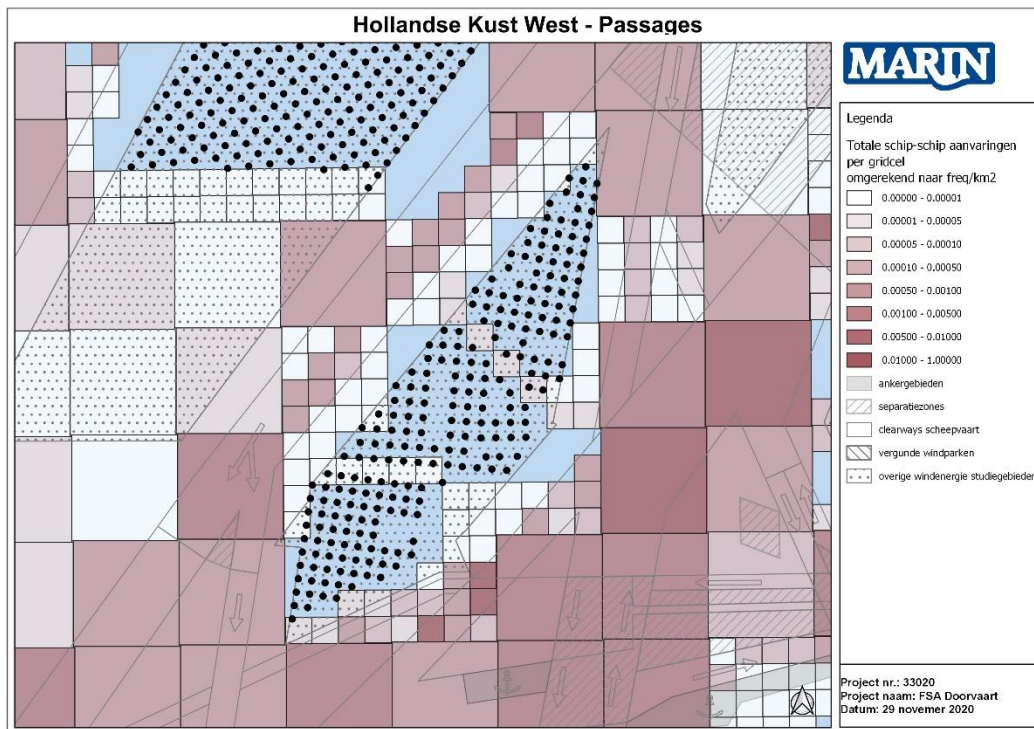 Hollandse Kust West - Passages
MARIN
Legenda
Totale schip-schip aanvaringen
per gridcel
omgerekend naar freq/km2
0.00000 - 0.00001
0.00001 - 0.00005
0.00005 - 0.00010
0.00010 - 0.00050
0.00050 - 0.00100
0.00100 - 0.00500
0.00500 - 0.01000
0.01000 - 1.00000
ankergebieden
separatiezones
clearways scheepvaart
vergunde windparken
overige windenergie studiegebieden
Project nr.: 33020
Project naam: FSA Doorvaart
Datum: 29 novemer 2020